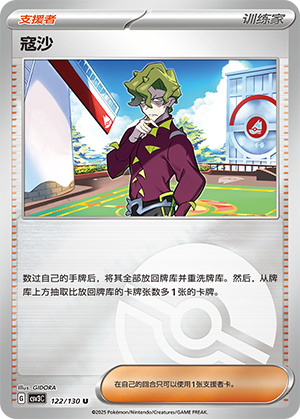 支援者
训练家
寇沙
数过自己的手牌后，将其全部放回牌库并重洗牌库。然后，从牌
库上方抽取比放回牌库的卡牌张数多1张的卡牌。
Illus. GIDORA
G CSV3C 122/130 U
在自己的回合只可以使用1张支援者卡。
©2025 Pokémon/Nintendo/Creatures/GAME FREAK.